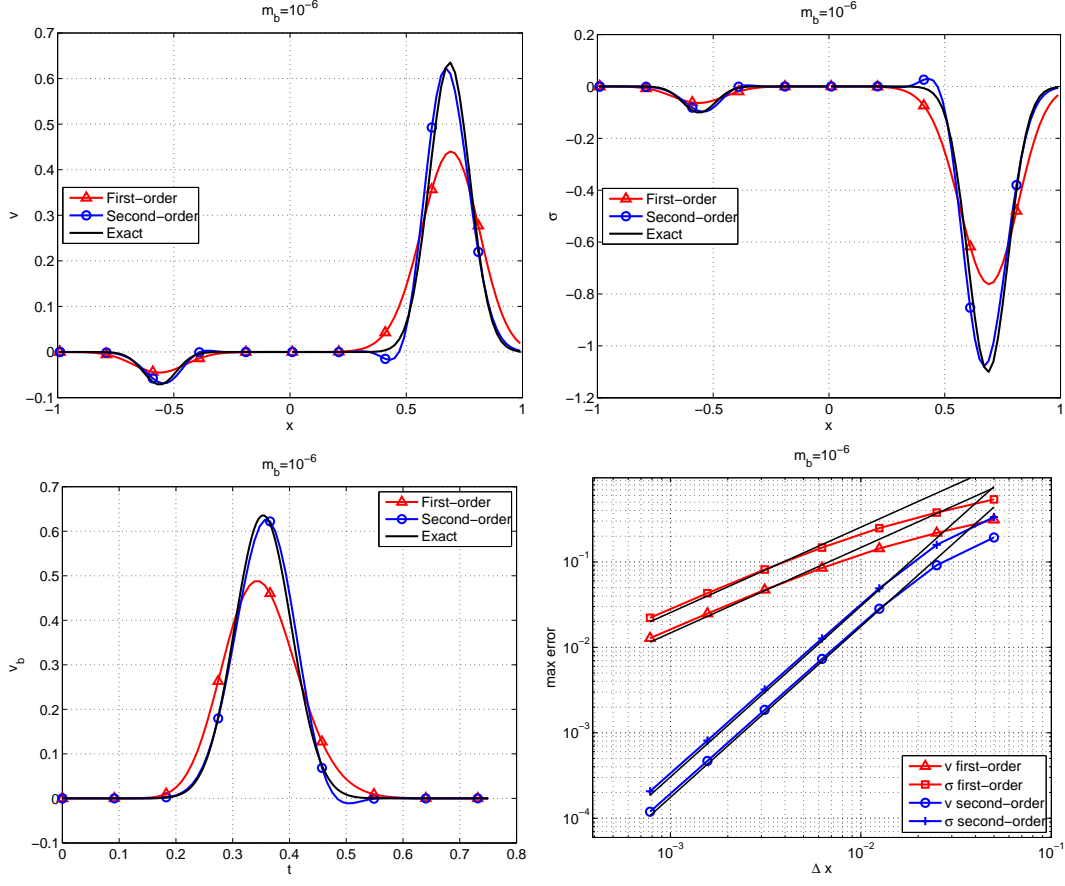 m_b=10^-6
0.7
0.6
0.5
0.4
0.3
0.2
0.1
0
−0.1
v
First−order
Second−order
Exact
−1 −0.5 0 0.5 1
x
m_b=10^-6
0.2
0
−0.2
−0.4
−0.6
−0.8
−1
−1.2
σ
First−order
Second−order
Exact
−1 −0.5 0 0.5 1
x
m_b=10^-6
0.7
0.6
0.5
0.4
0.3
0.2
0.1
0
−0.1
v_b
First−order
Second−order
Exact
0 0.1 0.2 0.3 0.4 0.5 0.6 0.7 0.8
t
m_b=10^-6
10^−1
10^−2
10^−3
10^−4
max error
v first−order
σ first−order
v second−order
σ second−order
10^−3 10^−2 10^−1
Δ x